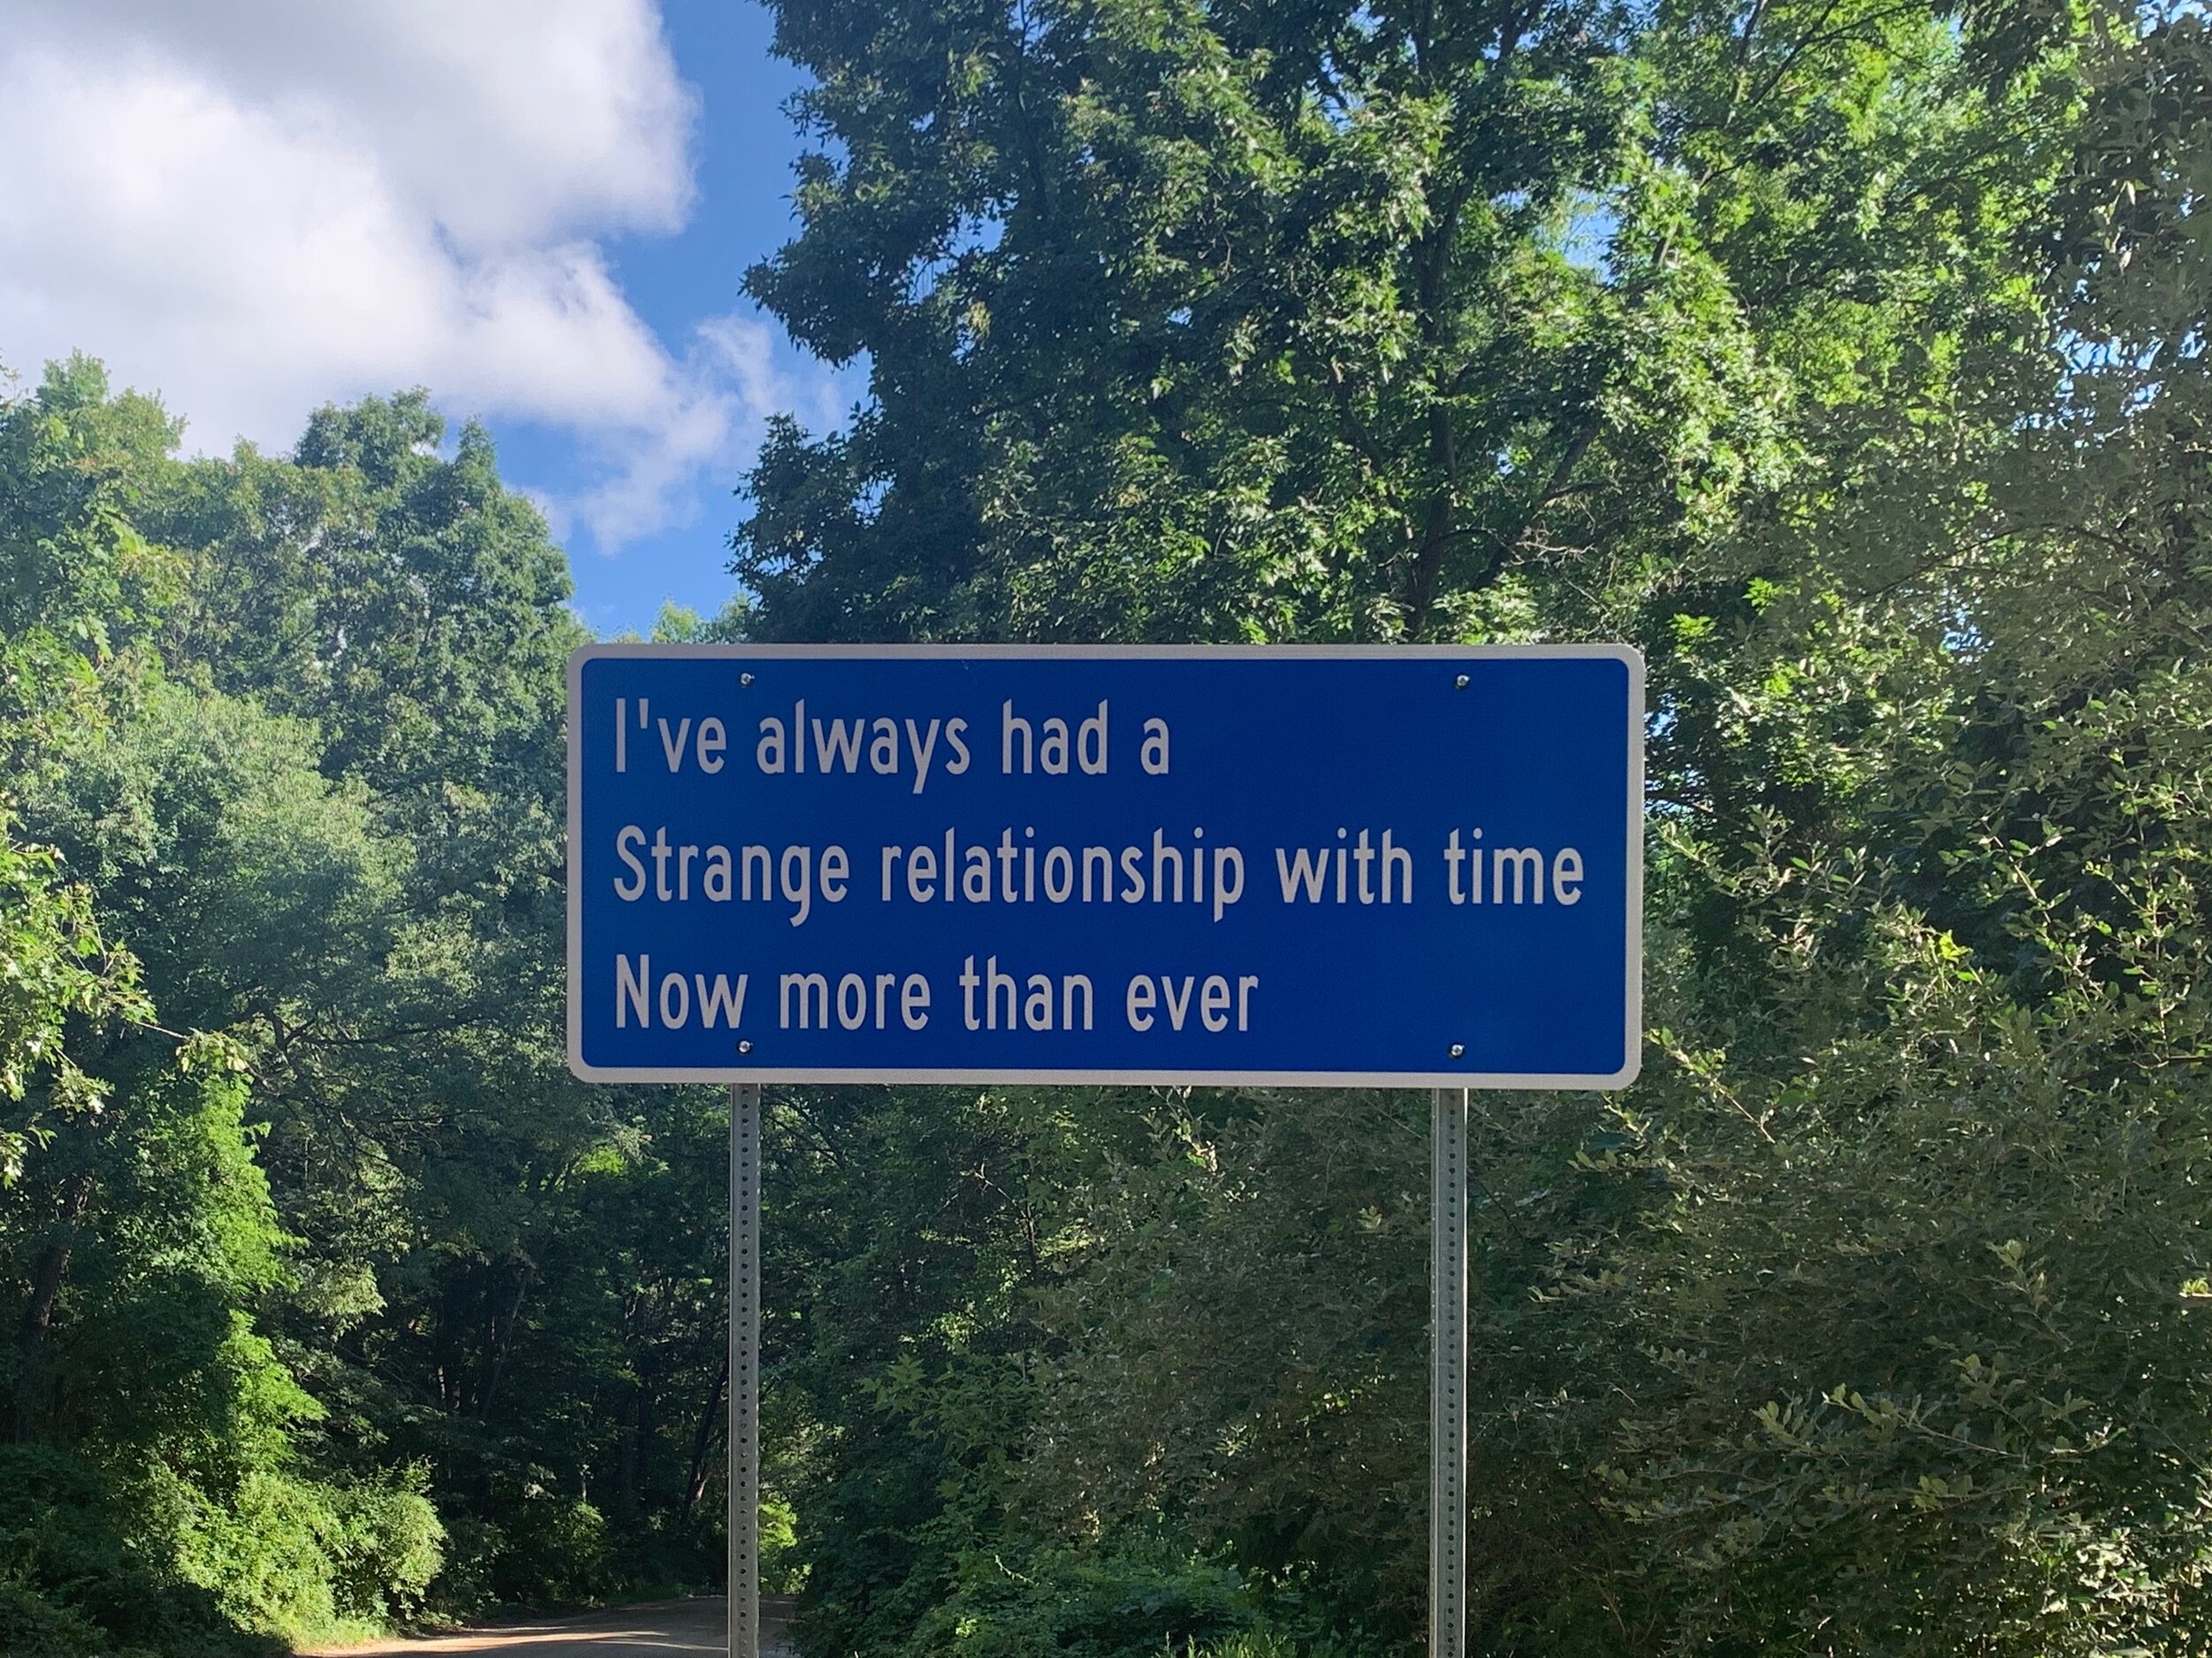 I've always had a
Strange relationship with time
Now more than ever